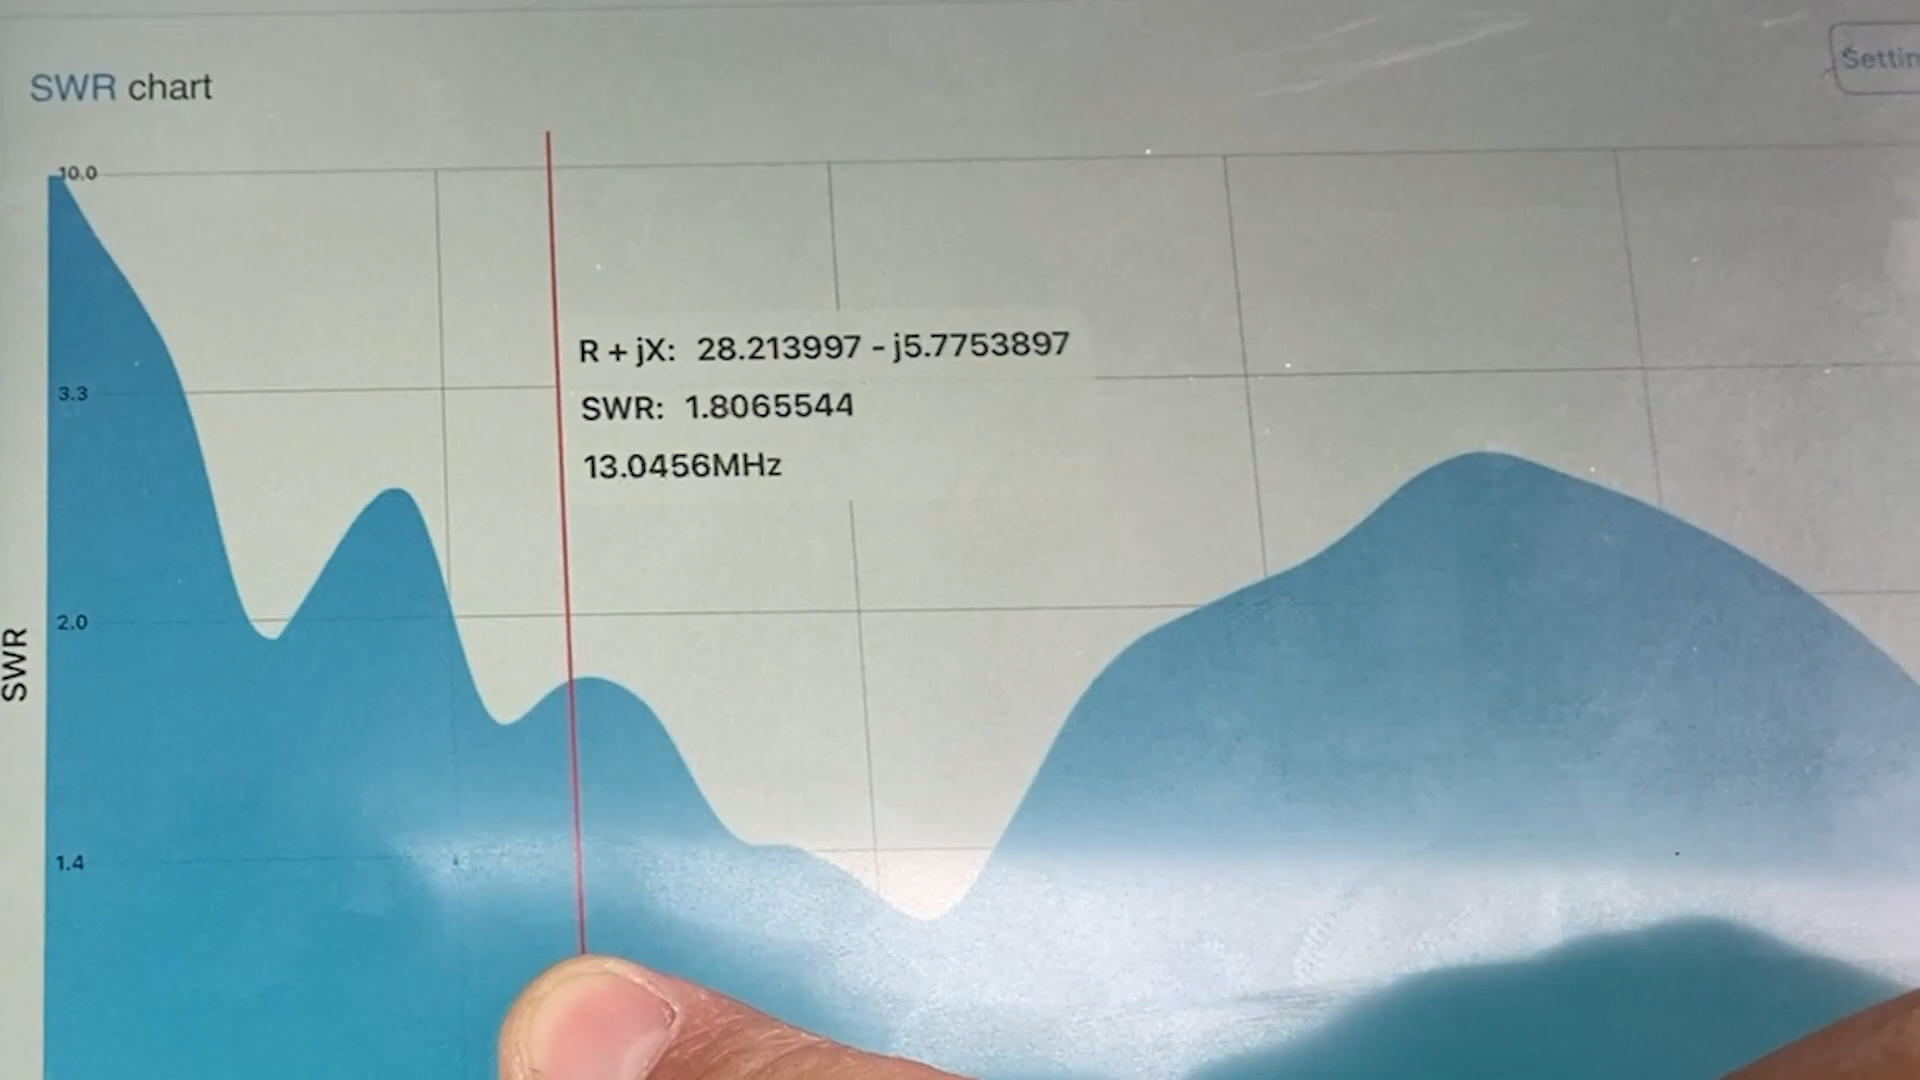 SWR chart
Settin
10.0
R + jX: 28.213997 - j5.7753897
3.3
SWR: 1.8065544
13.0456MHz
2.0
SWR
1.4